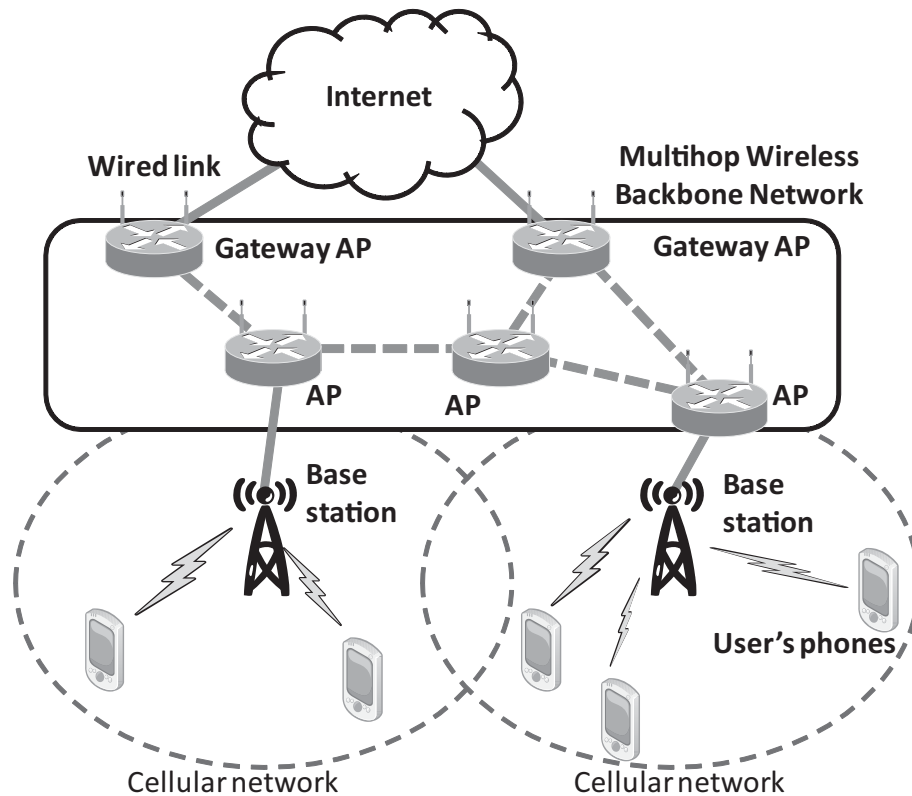 Internet
Wired link
Multihop Wireless
Backbone Network
Gateway AP
Gateway AP
AP
AP
AP
Base
station
Base
station
User's phones
Cellular network
Cellular network